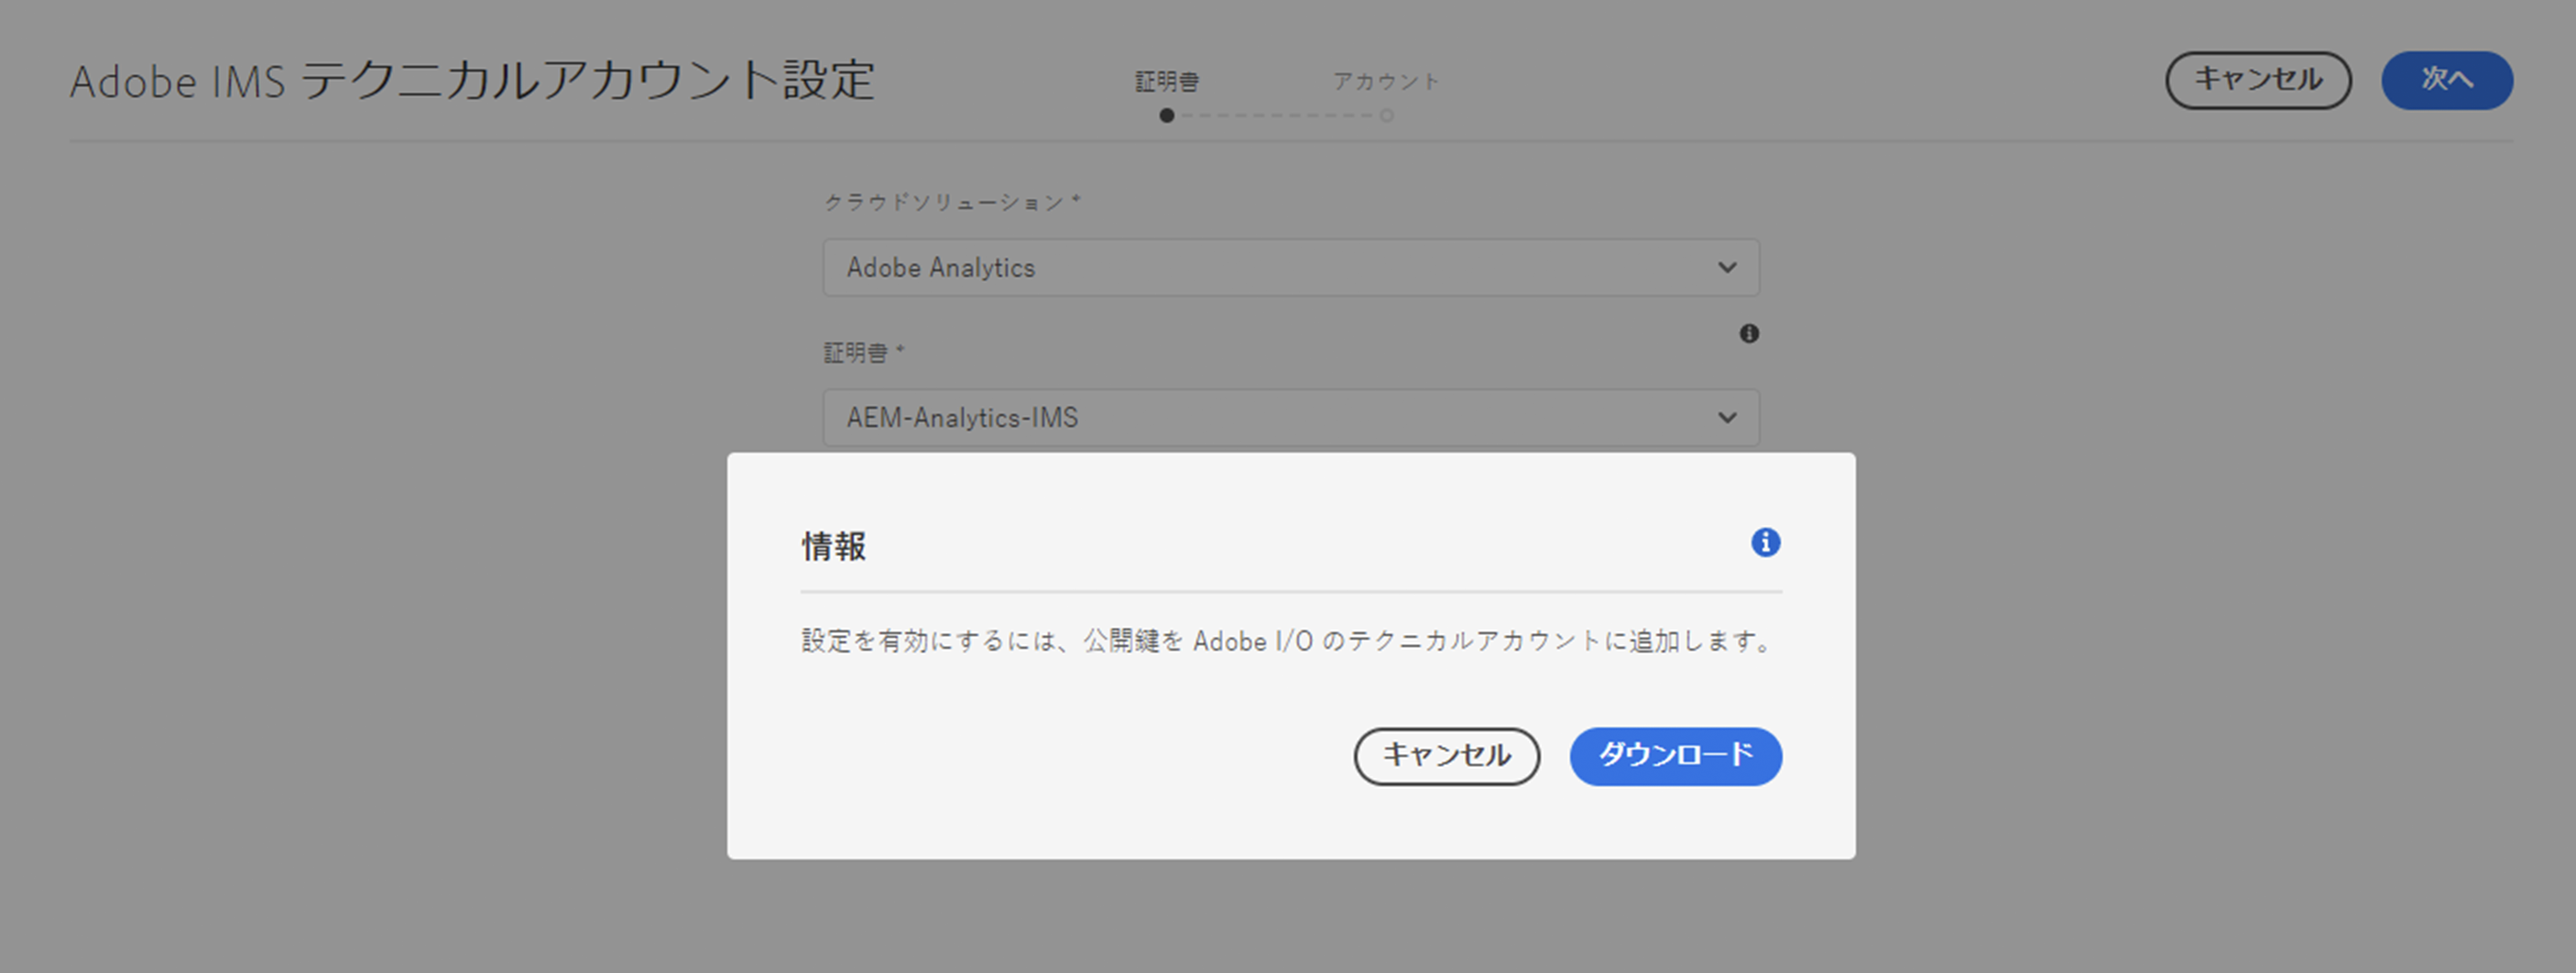 Adobe IMS テクニカルアカウント設定
証明書
アカウント
キャンセル
次へ
クラウドソリューション *
Adobe Analytics
証明書 *
AEM-Analytics-IMS
情報
設定を有効にするには、公開鍵を Adobe I/O のテクニカルアカウントに追加します。
キャンセル
ダウンロード